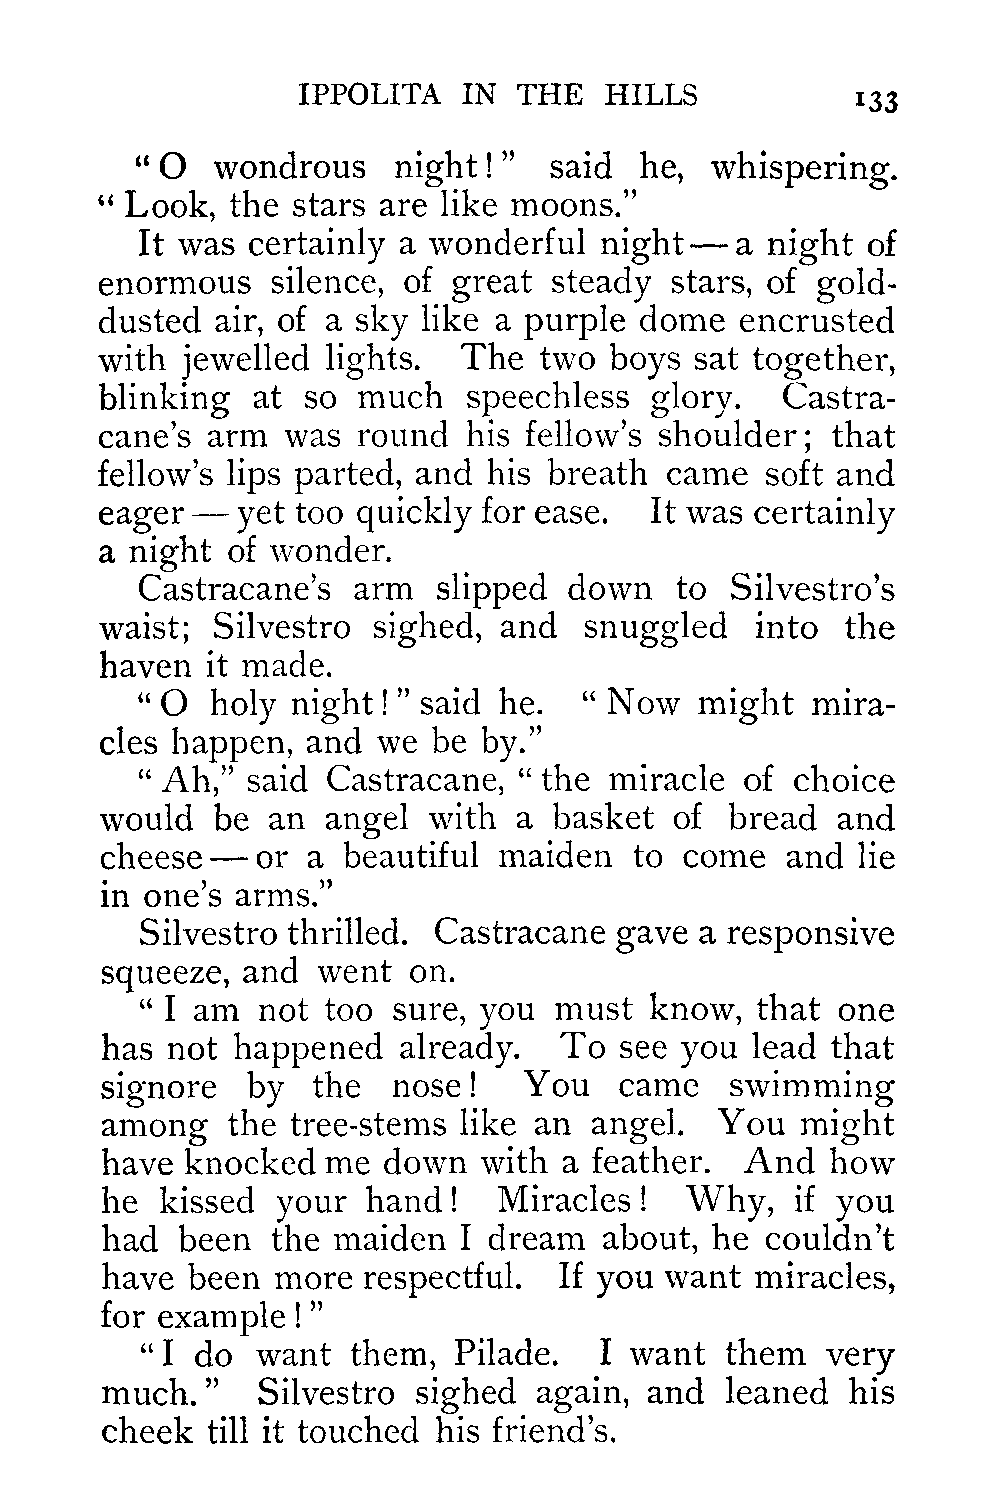 IPPOLITA IN THE HILLS 133
“ O wondrous night! ” said he, whispering.
“ Look, the stars are like moons.”
It was certainly a wonderful night — a night of
enormous silence, of great steady stars, of gold-
dusted air, of a sky like a purple dome encrusted
with jewelled lights. The two boys sat together,
blinking at so much speechless glory. Castra-
cane’s arm was round his fellow’s shoulder; that
fellow’s lips parted, and his breath came soft and
eager — yet too quickly for ease. It was certainly
a night of wonder.
Castracane’s arm slipped down to Silvestro’s
waist; Silvestro sighed, and snuggled into the
haven it made.
“ O holy night! ” said he. “ Now might mira-
cles happen, and we be by.”
“ Ah,” said Castracane, “ the miracle of choice
would be an angel with a basket of bread and
cheese — or a beautiful maiden to come and lie
in one’s arms.”
Silvestro thrilled. Castracane gave a responsive
squeeze, and went on.
“ I am not too sure, you must know, that one
has not happened already. To see you lead that
signore by the nose! You came swimming
among the tree-stems like an angel. You might
have knocked me down with a feather. And how
he kissed your hand! Miracles! Why, if you
had been the maiden I dream about, he couldn’t
have been more respectful. If you want miracles,
for example! ”
“ I do want them, Pilade. I want them very
much. ” Silvestro sighed again, and leaned his
cheek till it touched his friend’s.